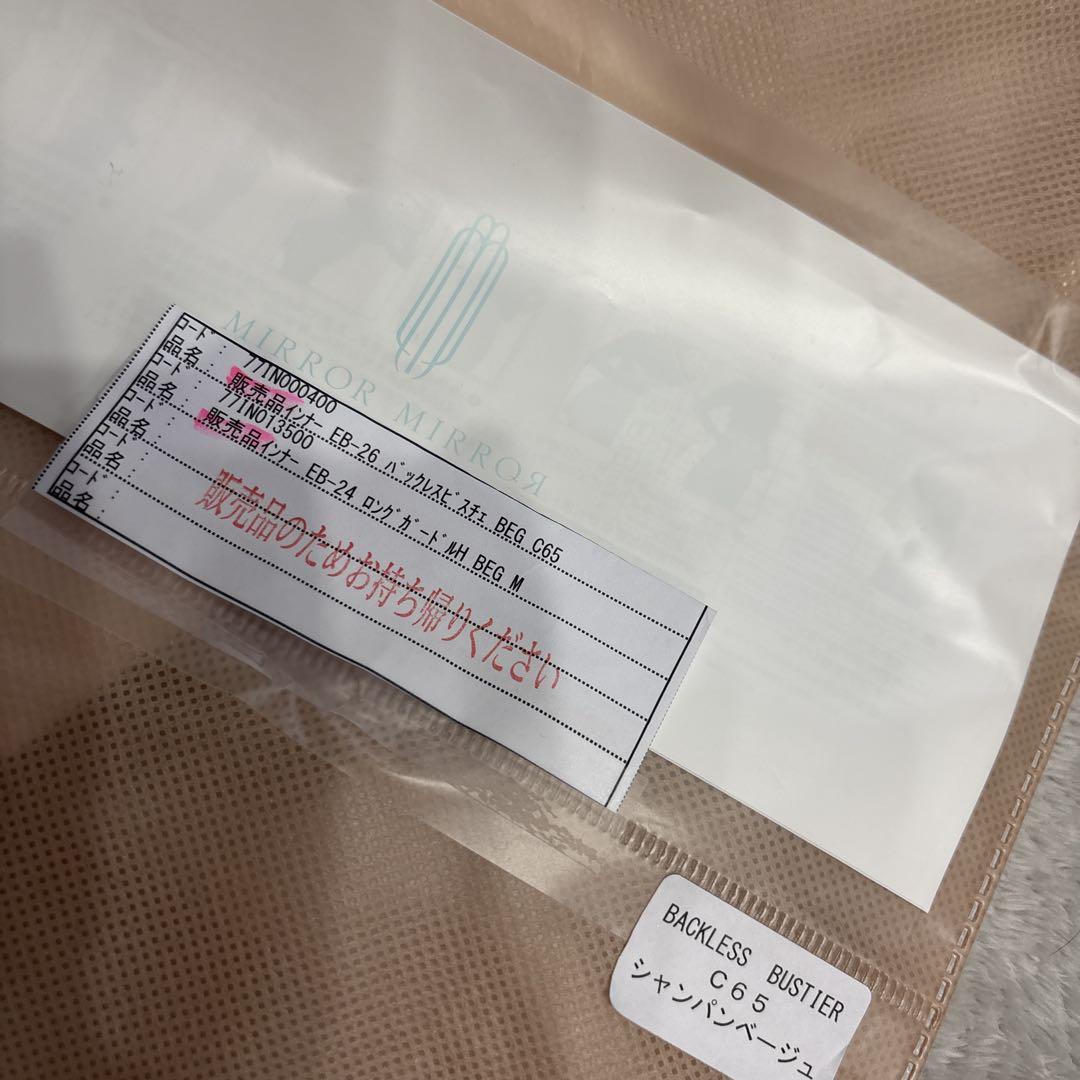 MIRROR MIRROR
コード: 77IN000400
品名: 販売品インナー EB-26 バックレスビスチェ BEG C65
コード: 77IN013500
品名: 販売品インナー EB-24 ロングガードルH BEG M
コード:
品名:
コード:
品名:
販売品のためお持ち帰りください
BACKLESS BUSTIER
C65
シャンパンベージュ